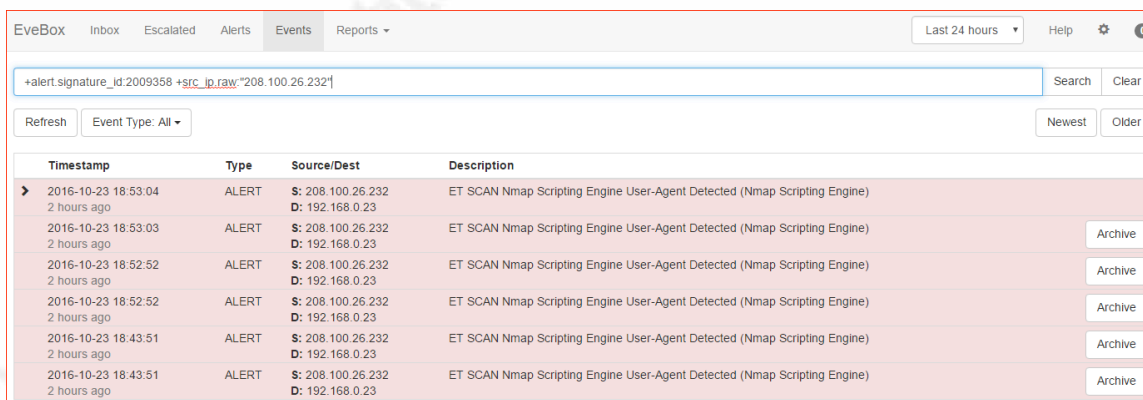 EveBox Inbox Escalated Alerts Events Reports Last 24 hours Help
+alert.signature_id:2009358 +src_ip.raw:"208.100.26.232" Search Clear
Refresh Event Type: All Newest Older
Timestamp Type Source/Dest Description
2016-10-23 18:53:04 ALERT S: 208.100.26.232 ET SCAN Nmap Scripting Engine User-Agent Detected (Nmap Scripting Engine)
2 hours ago D: 192.168.0.23
2016-10-23 18:53:03 ALERT S: 208.100.26.232 ET SCAN Nmap Scripting Engine User-Agent Detected (Nmap Scripting Engine)
2 hours ago D: 192.168.0.23 Archive
2016-10-23 18:52:52 ALERT S: 208.100.26.232 ET SCAN Nmap Scripting Engine User-Agent Detected (Nmap Scripting Engine)
2 hours ago D: 192.168.0.23 Archive
2016-10-23 18:52:52 ALERT S: 208.100.26.232 ET SCAN Nmap Scripting Engine User-Agent Detected (Nmap Scripting Engine)
2 hours ago D: 192.168.0.23 Archive
2016-10-23 18:43:51 ALERT S: 208.100.26.232 ET SCAN Nmap Scripting Engine User-Agent Detected (Nmap Scripting Engine)
2 hours ago D: 192.168.0.23 Archive
2016-10-23 18:43:51 ALERT S: 208.100.26.232 ET SCAN Nmap Scripting Engine User-Agent Detected (Nmap Scripting Engine)
2 hours ago D: 192.168.0.23 Archive